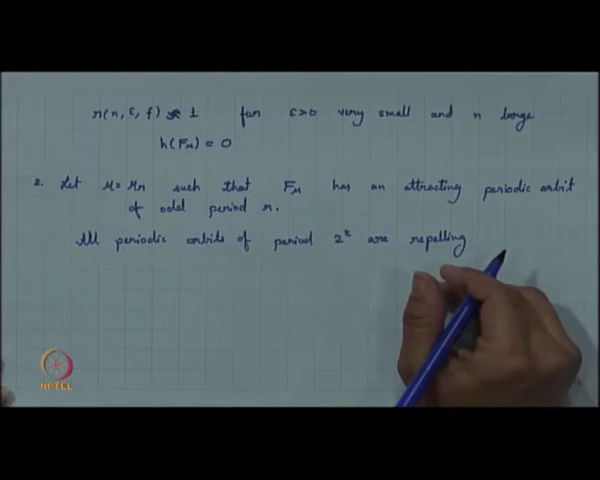 r(n, ε, f) ≈ 1 for ε>0 very small and n large
h(Fμ) = 0
2. Let μ = μn such that Fμ has an attracting periodic orbit
of odd period n.
All periodic orbits of period 2^k are repelling
NPTEL